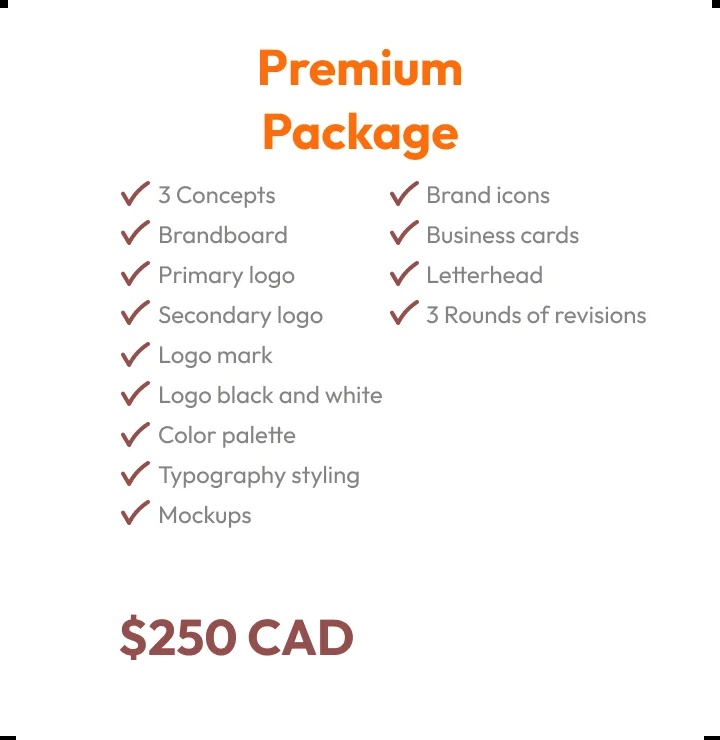 Premium
Package
3 Concepts
Brandboard
Primary logo
Secondary logo
Logo mark
Logo black and white
Color palette
Typography styling
Mockups
Brand icons
Business cards
Letterhead
3 Rounds of revisions
$250 CAD